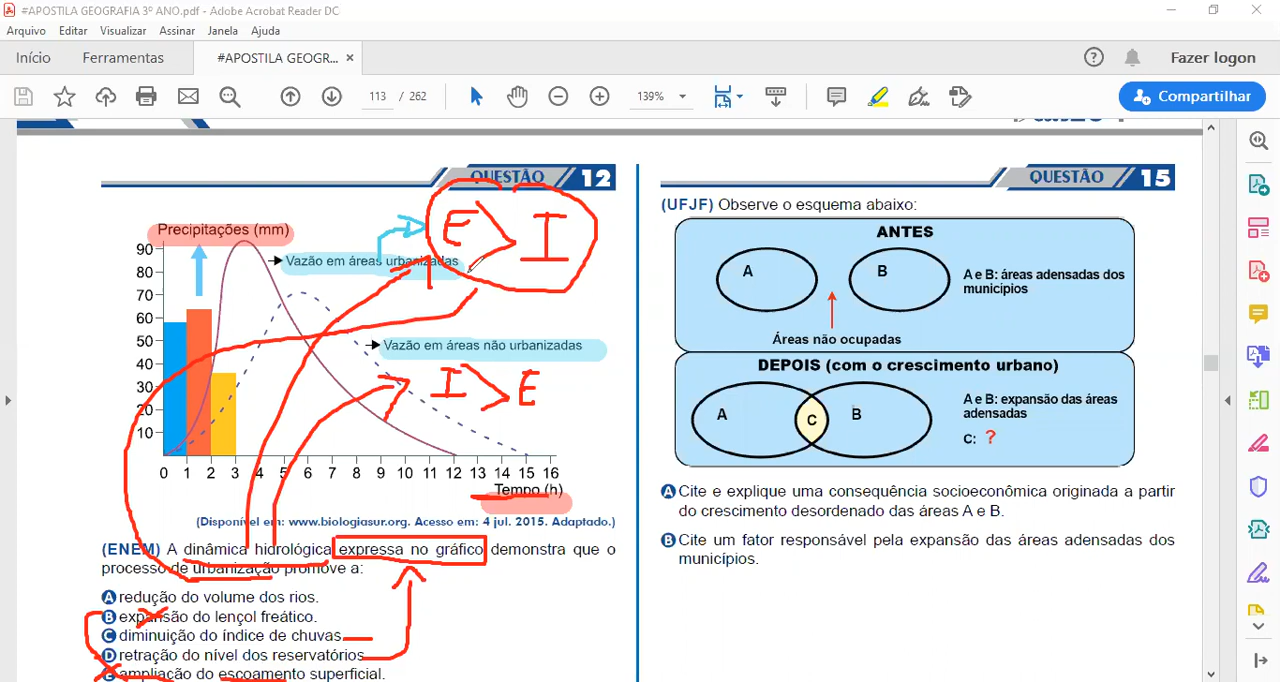 #APOSTILA GEOGRAFIA 3º ANO.pdf - Adobe Acrobat Reader DC
Arquivo Editar Visualizar Assinar Janela Ajuda
Início Ferramentas #APOSTILA GEOGR... × Fazer logon
113 / 262 139% Compartilhar
QUESTÃO 12
Precipitações (mm)
E > I
90
80
70
60
50
40
30
20
10
Vazão em áreas urbanizadas
Vazão em áreas não urbanizadas
I > E
0 1 2 3 4 5 6 7 8 9 10 11 12 13 14 15 16
Tempo (h)
(Disponível em: www.biologiasur.org. Acesso em: 4 jul. 2015. Adaptado.)
(ENEM) A dinâmica hidrológica expressa no gráfico demonstra que o
processo de urbanização promove a:
A redução do volume dos rios.
B expansão do lençol freático.
C diminuição do índice de chuvas.
D retração do nível dos reservatórios.
E ampliação do escoamento superficial.
QUESTÃO 15
(UFJF) Observe o esquema abaixo:
ANTES
A
B
A e B: áreas adensadas dos
municípios
Áreas não ocupadas
DEPOIS (com o crescimento urbano)
A
C
B
A e B: expansão das áreas
adensadas
C: ?
A Cite e explique uma consequência socioeconômica originada a partir
do crescimento desordenado das áreas A e B.
B Cite um fator responsável pela expansão das áreas adensadas dos
municípios.